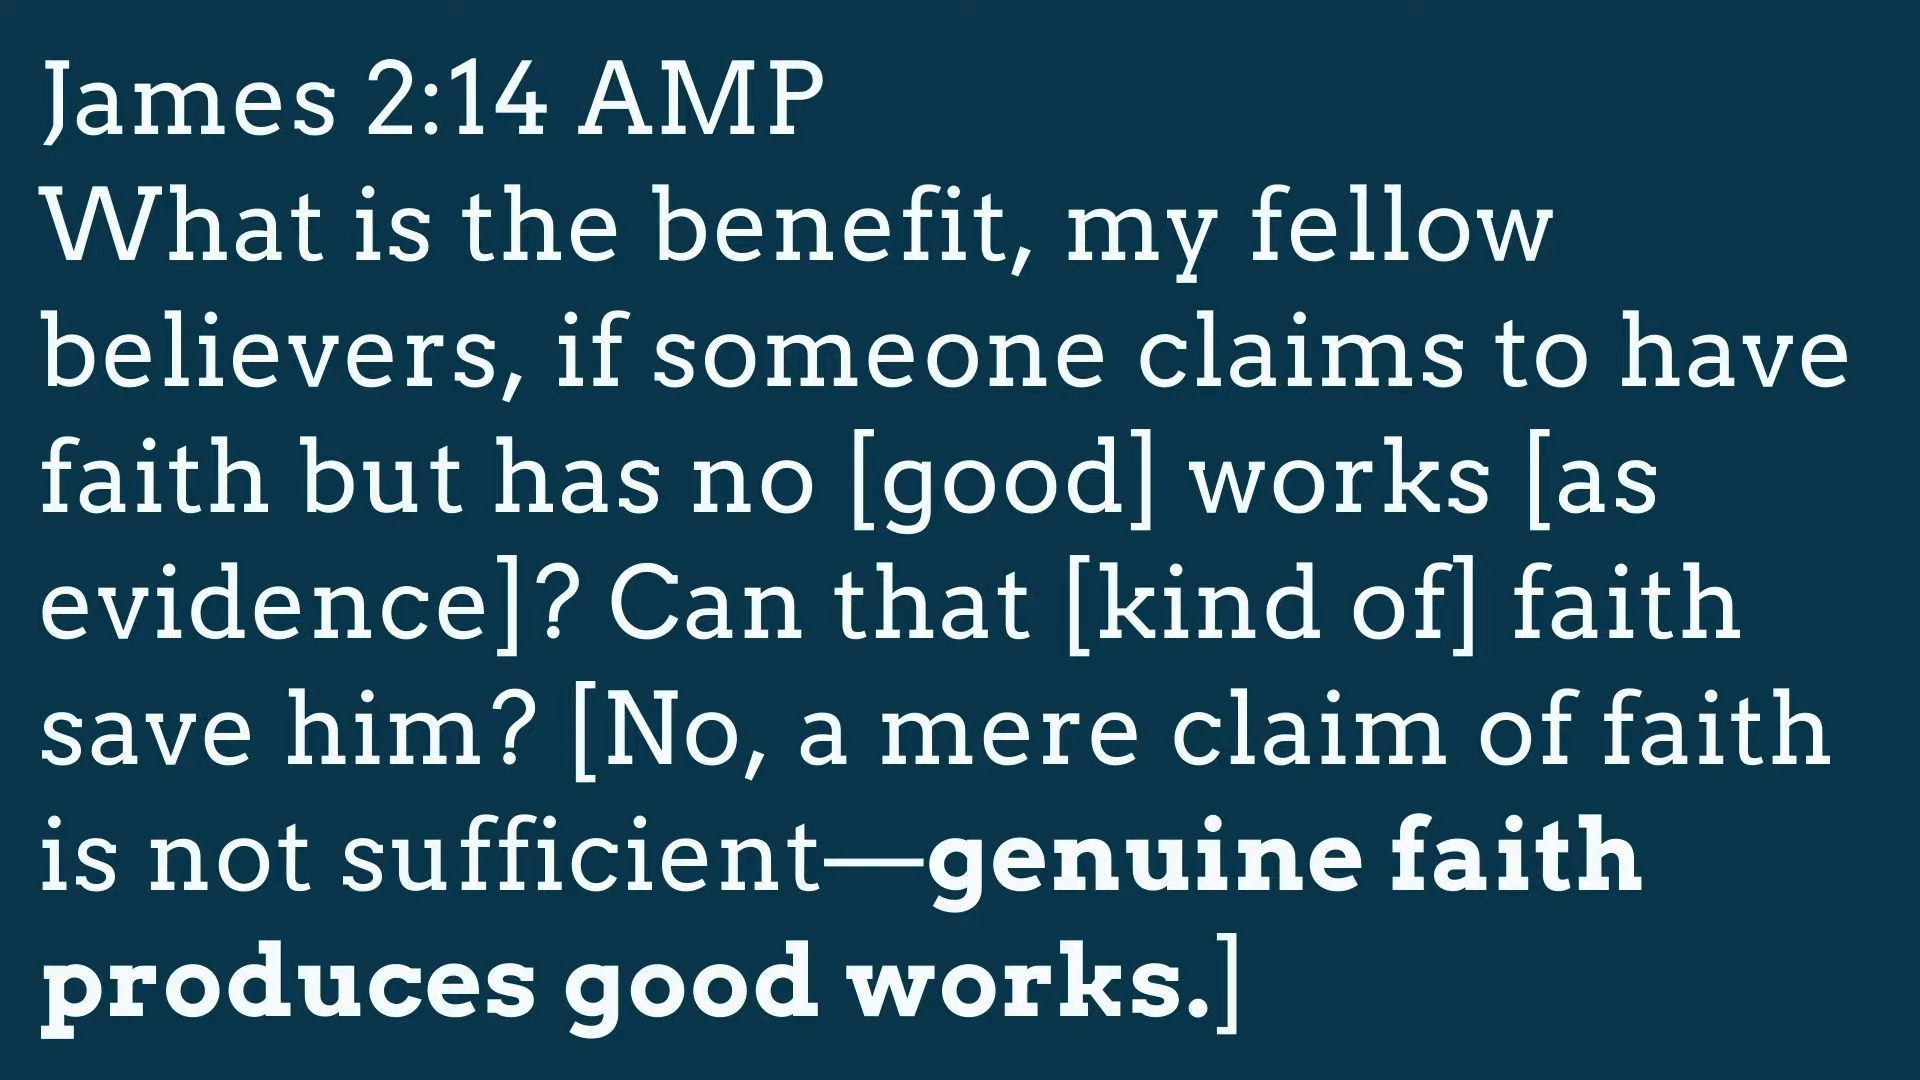 James 2:14 AMP
What is the benefit, my fellow
believers, if someone claims to have
faith but has no [good] works [as
evidence]? Can that [kind of] faith
save him? [No, a mere claim of faith
is not sufficient—genuine faith
produces good works.]